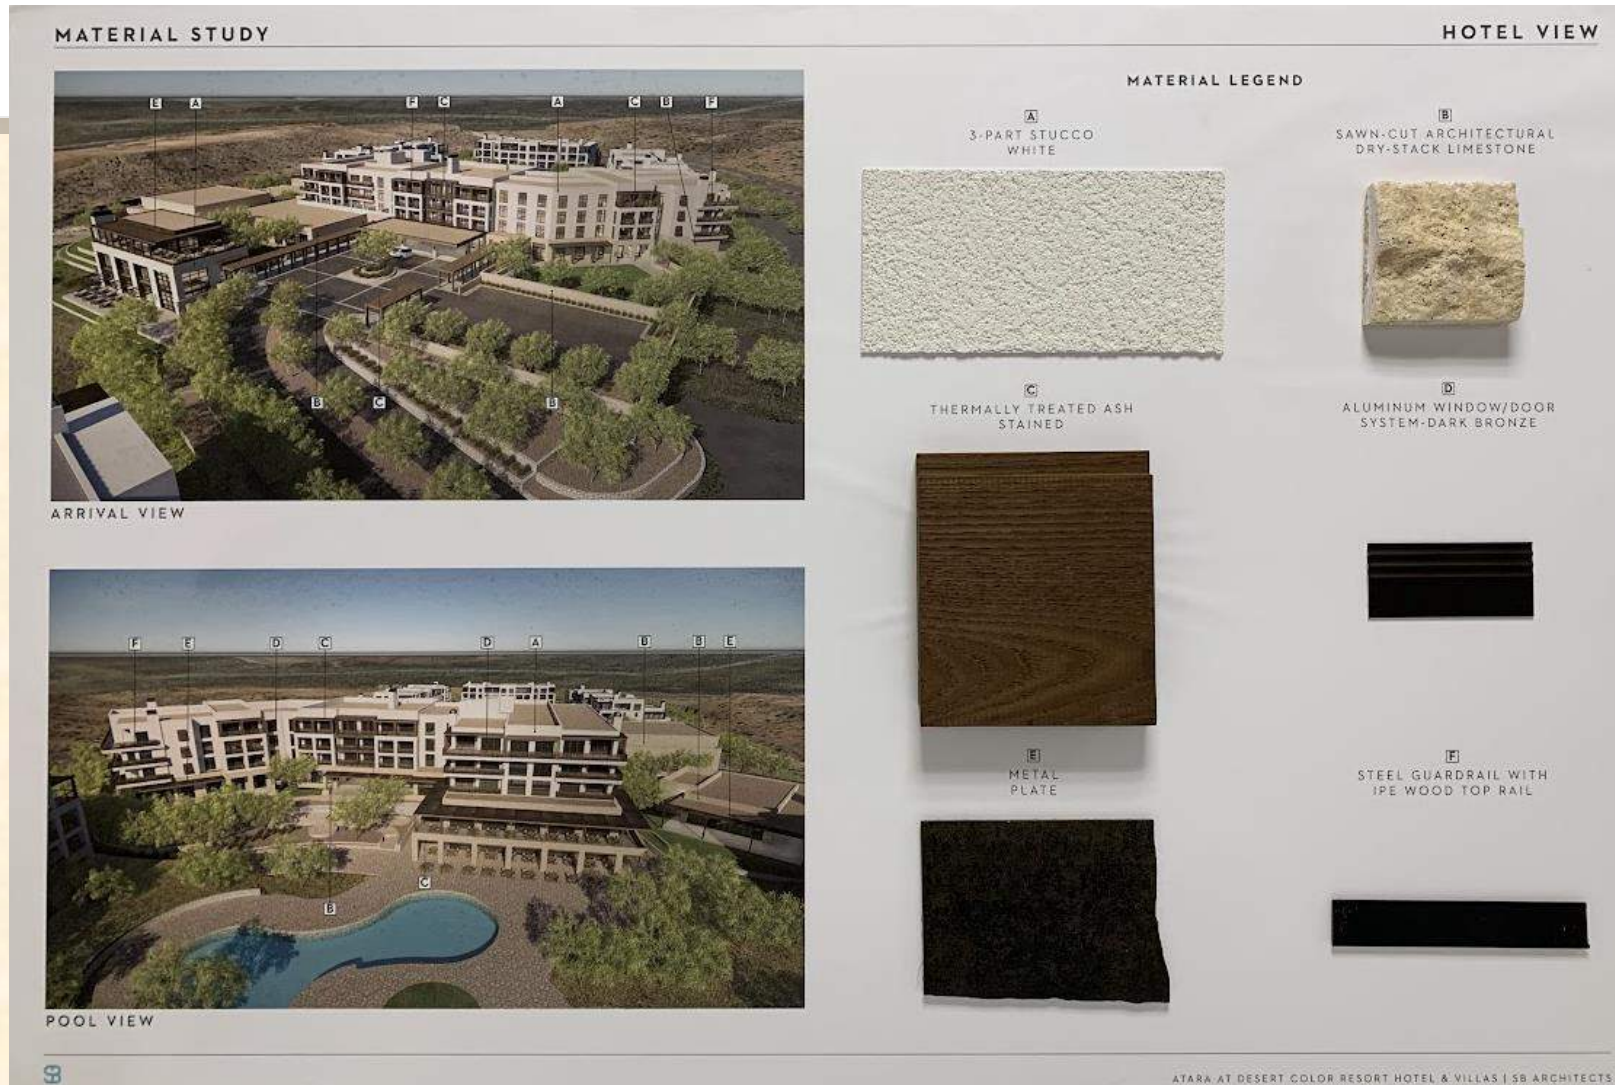 MATERIAL STUDY
HOTEL VIEW
MATERIAL LEGEND
E A F C A C B F
B C B
ARRIVAL VIEW
F E D C D A B B E
C
B
POOL VIEW
A
3-PART STUCCO
WHITE
B
SAWN-CUT ARCHITECTURAL
DRY-STACK LIMESTONE
C
THERMALLY TREATED ASH
STAINED
D
ALUMINUM WINDOW/DOOR
SYSTEM-DARK BRONZE
E
METAL
PLATE
F
STEEL GUARDRAIL WITH
IPE WOOD TOP RAIL
SB
ATARA AT DESERT COLOR RESORT HOTEL & VILLAS | SB ARCHITECTS